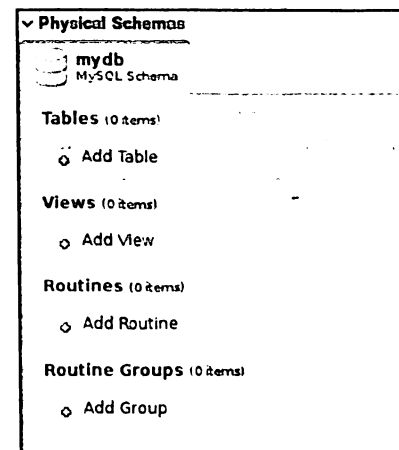 Physical Schemas
mydb
MySQL Schema
Tables (0 items)
Add Table
Views (0 items)
Add View
Routines (0 items)
Add Routine
Routine Groups (0 items)
Add Group